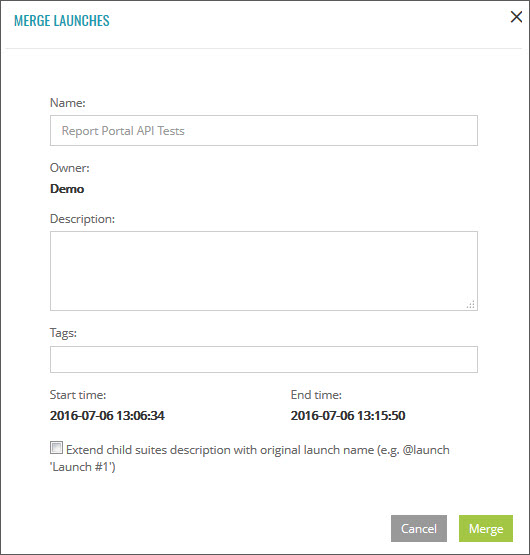 MERGE LAUNCHES
Name:
Report Portal API Tests
Owner:
Demo
Description:
Tags:
Start time: End time:
2016-07-06 13:06:34 2016-07-06 13:15:50
Extend child suites description with original launch name (e.g. @launch
'Launch #1')
Cancel Merge